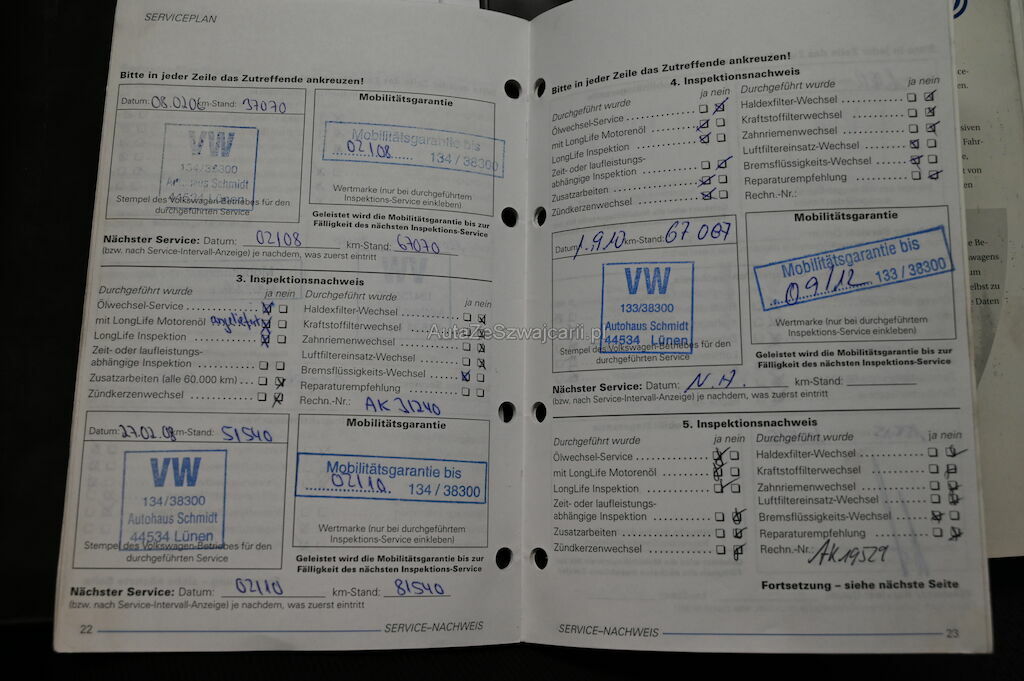 SERVICEPLAN
Bitte in jeder Zeile das Zutreffende ankreuzen!
Datum: 08.02.06 km-Stand: 37070
VW
134/38300
Autohaus Schmidt
44534 Lünen
Stempel des Volkswagen-Betriebes für den
durchgeführten Service
Mobilitätsgarantie
Mobilitätsgarantie bis
02/08 134 / 38300
Wertmarke (nur bei durchgeführtem
Inspektions-Service einkleben)
Geleistet wird die Mobilitätsgarantie bis zur
Fälligkeit des nächsten Inspektions-Service
Nächster Service: Datum: 02/08 km-Stand: 67070
(bzw. nach Service-Intervall-Anzeige) je nachdem, was zuerst eintritt
3. Inspektionsnachweis
Durchgeführt wurde ja nein
Ölwechsel-Service
mit LongLife Motorenöl angeliefert
LongLife Inspektion
Zeit- oder laufleistungs-
abhängige Inspektion
Zusatzarbeiten (alle 60.000 km)
Zündkerzenwechsel
Durchgeführt wurde ja nein
Haldexfilter-Wechsel
Kraftstoffilterwechsel
Zahnriemenwechsel
Luftfiltereinsatz-Wechsel
Bremsflüssigkeits-Wechsel
Reparaturempfehlung
Rechn.-Nr.: AK 31240
Datum: 27.02.08 km-Stand: 51540
VW
134/38300
Autohaus Schmidt
44534 Lünen
Stempel des Volkswagen-Betriebes für den
durchgeführten Service
Mobilitätsgarantie
Mobilitätsgarantie bis
02/10 134 / 38300
Wertmarke (nur bei durchgeführtem
Inspektions-Service einkleben)
Geleistet wird die Mobilitätsgarantie bis zur
Fälligkeit des nächsten Inspektions-Service
Nächster Service: Datum: 02/10 km-Stand: 81540
(bzw. nach Service-Intervall-Anzeige) je nachdem, was zuerst eintritt
22 SERVICE–NACHWEIS
Bitte in jeder Zeile das Zutreffende ankreuzen!
4. Inspektionsnachweis
Durchgeführt wurde ja nein
Ölwechsel-Service
mit LongLife Motorenöl
LongLife Inspektion
Zeit- oder laufleistungs-
abhängige Inspektion
Zusatzarbeiten
Zündkerzenwechsel
Durchgeführt wurde ja nein
Haldexfilter-Wechsel
Kraftstoffilterwechsel
Zahnriemenwechsel
Luftfiltereinsatz-Wechsel
Bremsflüssigkeits-Wechsel
Reparaturempfehlung
Rechn.-Nr.:
Datum: 1.9.10 km-Stand: 67007
VW
133/38300
Autohaus Schmidt
44534 Lünen
Stempel des Volkswagen-Betriebes für den
durchgeführten Service
Mobilitätsgarantie
Mobilitätsgarantie bis
09/12 133 / 38300
Wertmarke (nur bei durchgeführtem
Inspektions-Service einkleben)
Geleistet wird die Mobilitätsgarantie bis zur
Fälligkeit des nächsten Inspektions-Service
Nächster Service: Datum: N.A. km-Stand:
(bzw. nach Service-Intervall-Anzeige) je nachdem, was zuerst eintritt
5. Inspektionsnachweis
Durchgeführt wurde ja nein
Ölwechsel-Service
mit LongLife Motorenöl
LongLife Inspektion
Zeit- oder laufleistungs-
abhängige Inspektion
Zusatzarbeiten
Zündkerzenwechsel
Durchgeführt wurde ja nein
Haldexfilter-Wechsel
Kraftstoffilterwechsel
Zahnriemenwechsel
Luftfiltereinsatz-Wechsel
Bremsflüssigkeits-Wechsel
Reparaturempfehlung
Rechn.-Nr.: AK19529
Fortsetzung – siehe nächste Seite
SERVICE–NACHWEIS 23
AutaZeSzwajcarii.pl